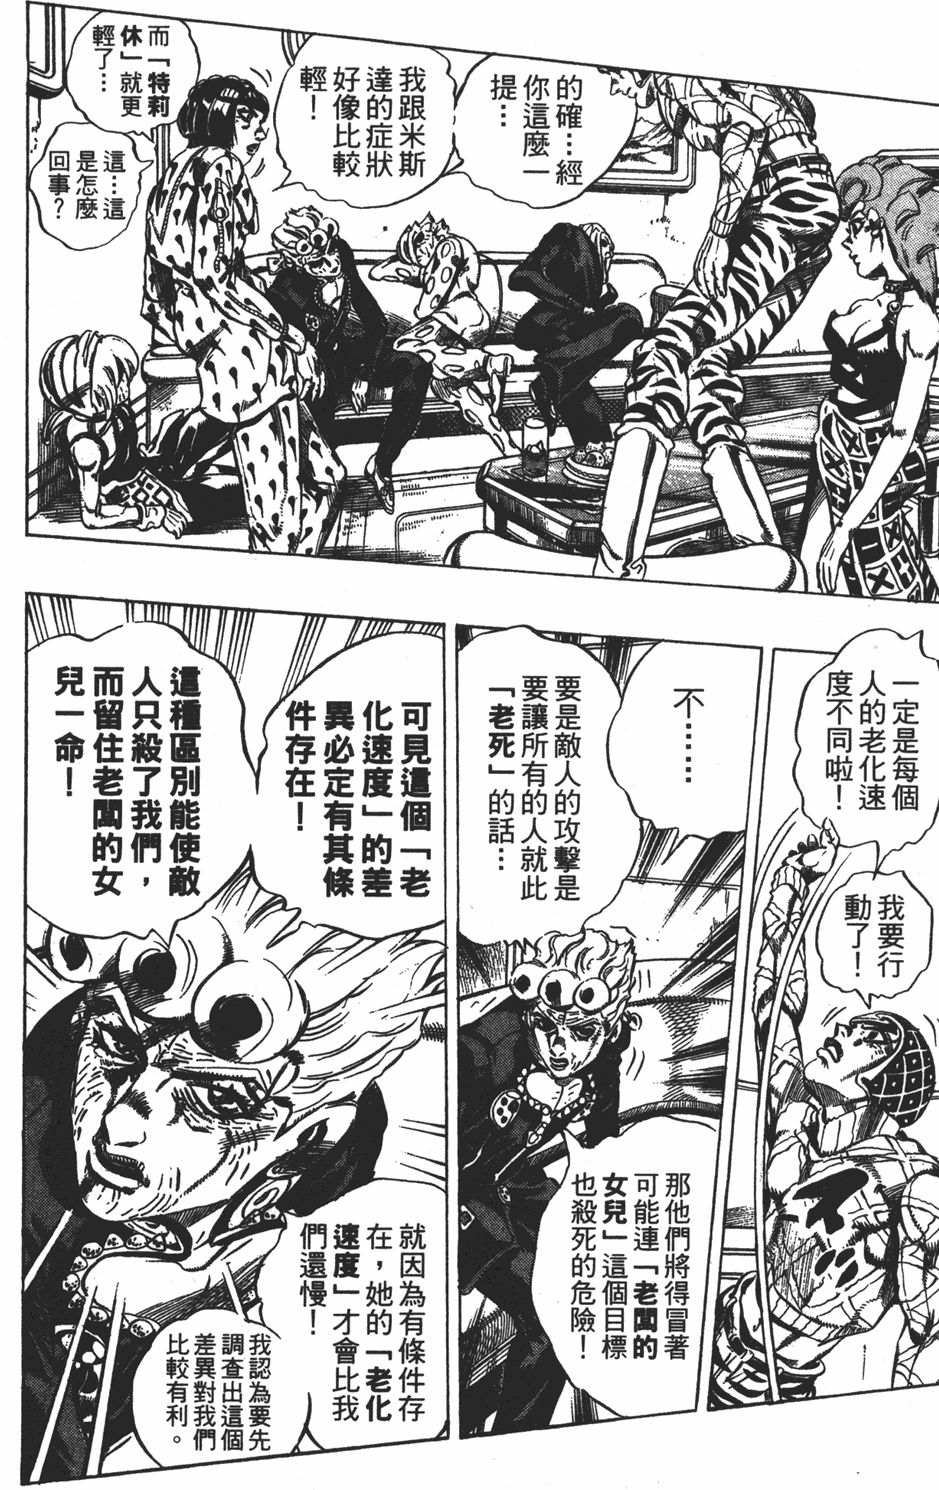 的確…經
你這麼一
提…
我跟米斯
達的症狀
好像比較
輕！
而「特莉
休」就更
輕了…
這…這
是怎麼
回事？
一定是每個
人的老化速
度不同啦！
我要行
動了！
不……
要是敵人的攻擊是
要讓所有的人就此
「老死」的話…
那他們將得冒著
可能連「老闆的
女兒」這個目標
也殺死的危險！
可見這個「老
化速度」的差
異必定有其條
件存在！
這種區別能使敵
人只殺了我們，
而留住老闆的女
兒一命！
就因為有條件存
在，她的「老化
速度」才會比我
們還慢！
我認為要先
調查出這個
差異對我們
比較有利。